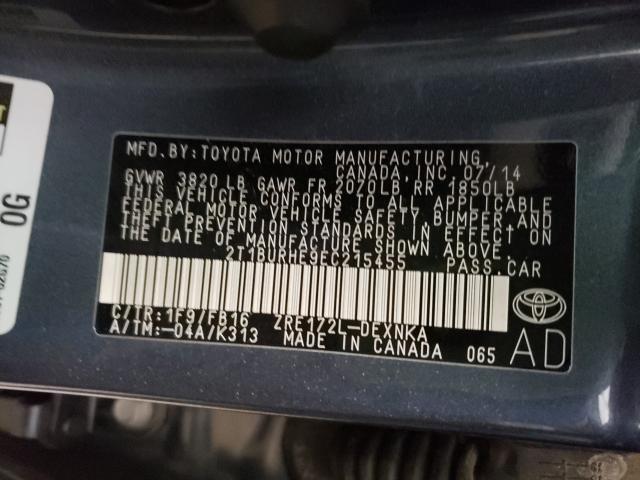 MFD. BY: TOYOTA MOTOR MANUFACTURING,
CANADA, INC. 07/14
GVWR 3820 LB GAWR FR 2070LB RR 1850LB
THIS VEHICLE CONFORMS TO ALL APPLICABLE
FEDERAL MOTOR VEHICLE SAFETY, BUMPER AND
THEFT PREVENTION STANDARDS IN EFFECT ON
THE DATE OF MANUFACTURE SHOWN ABOVE.
2T1BURHE9FC215455 PASS.CAR
C/TR:1F9/FB16 ZRE172L-DEXNKA
A/TM:-04A/K313 MADE IN CANADA 065 AD
0G